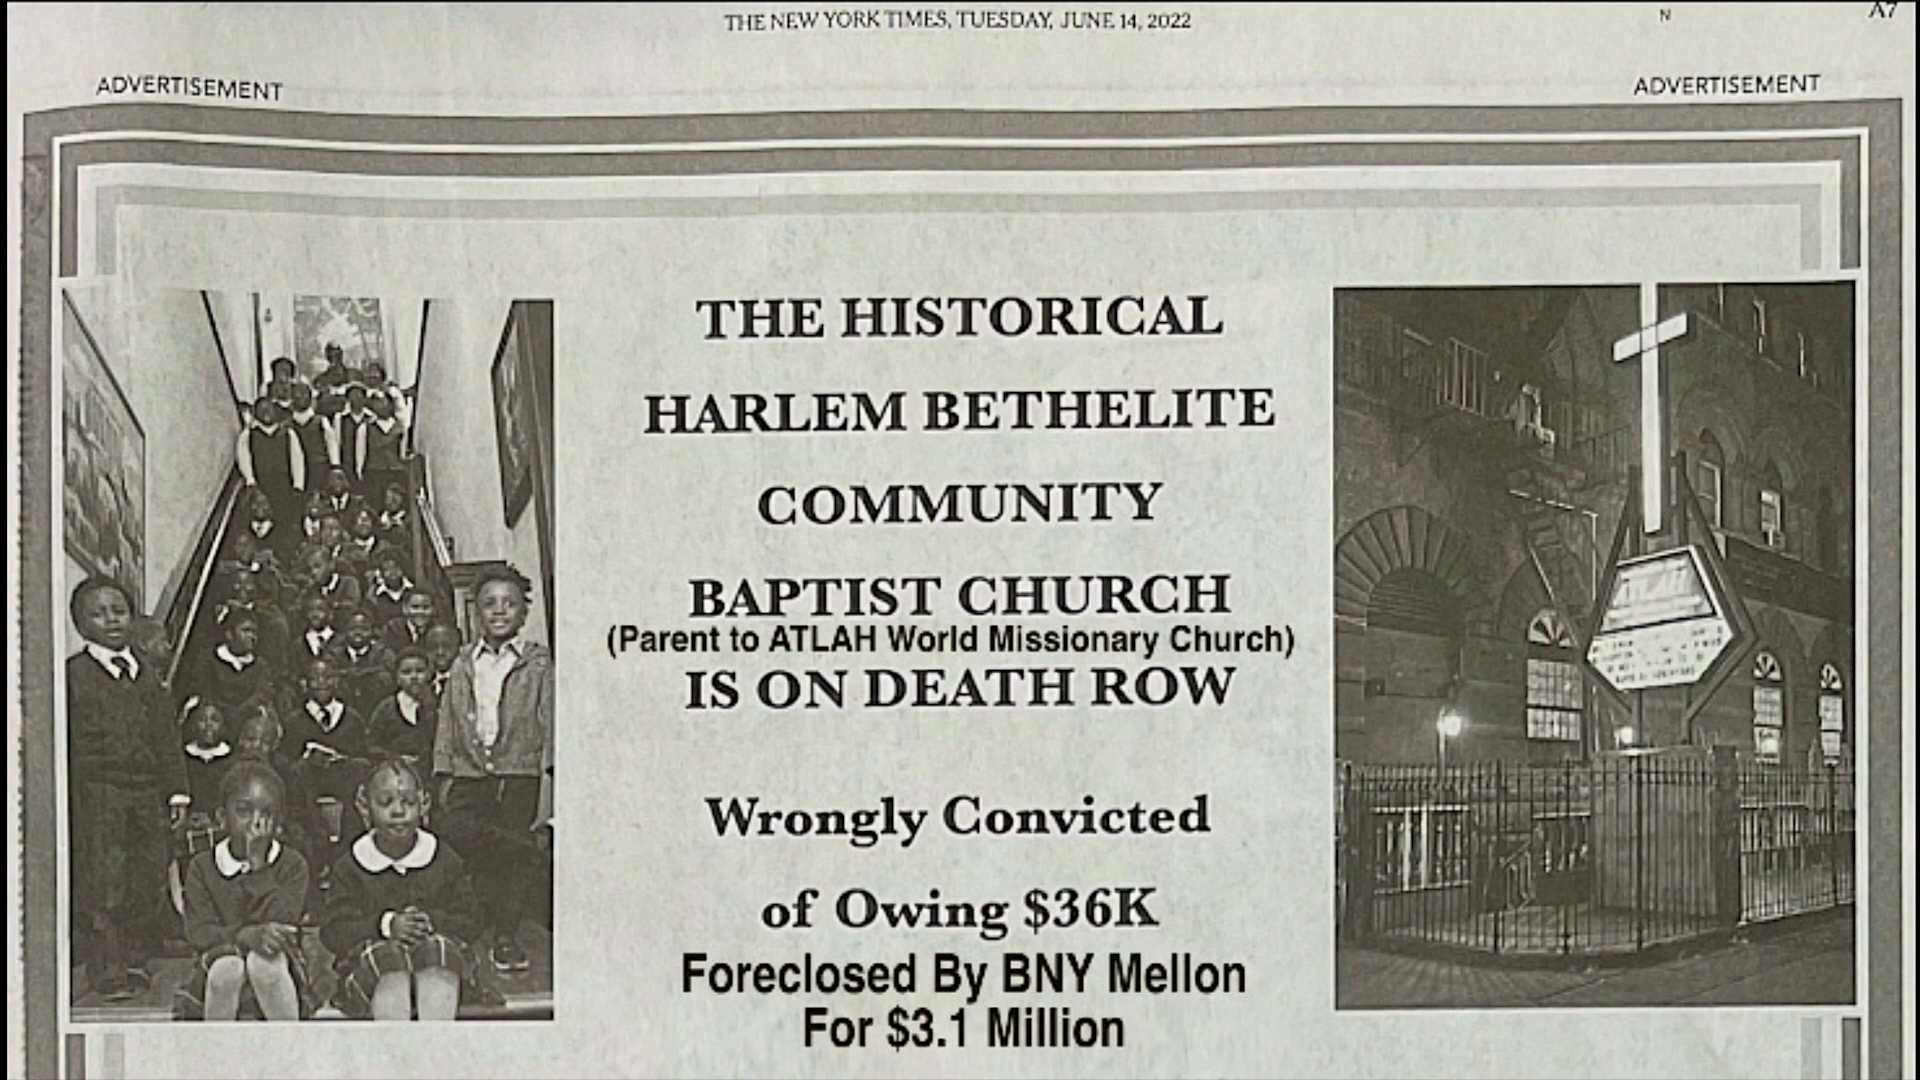 THE NEW YORK TIMES, TUESDAY, JUNE 14, 2022
N
A7
ADVERTISEMENT
ADVERTISEMENT
THE HISTORICAL
HARLEM BETHELITE
COMMUNITY
BAPTIST CHURCH
(Parent to ATLAH World Missionary Church)
IS ON DEATH ROW
Wrongly Convicted
of Owing $36K
Foreclosed By BNY Mellon
For $3.1 Million